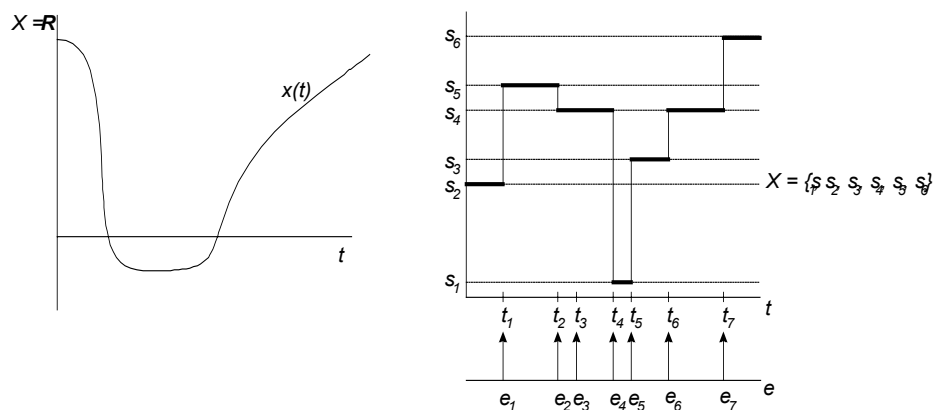 X = R
x(t)
t
s6
s5
s4
s3
s2
s1
X = {s1, s2, s3, s4, s5, s6}
t1 t2 t3 t4 t5 t6 t7 t
e1 e2 e3 e4 e5 e6 e7 e